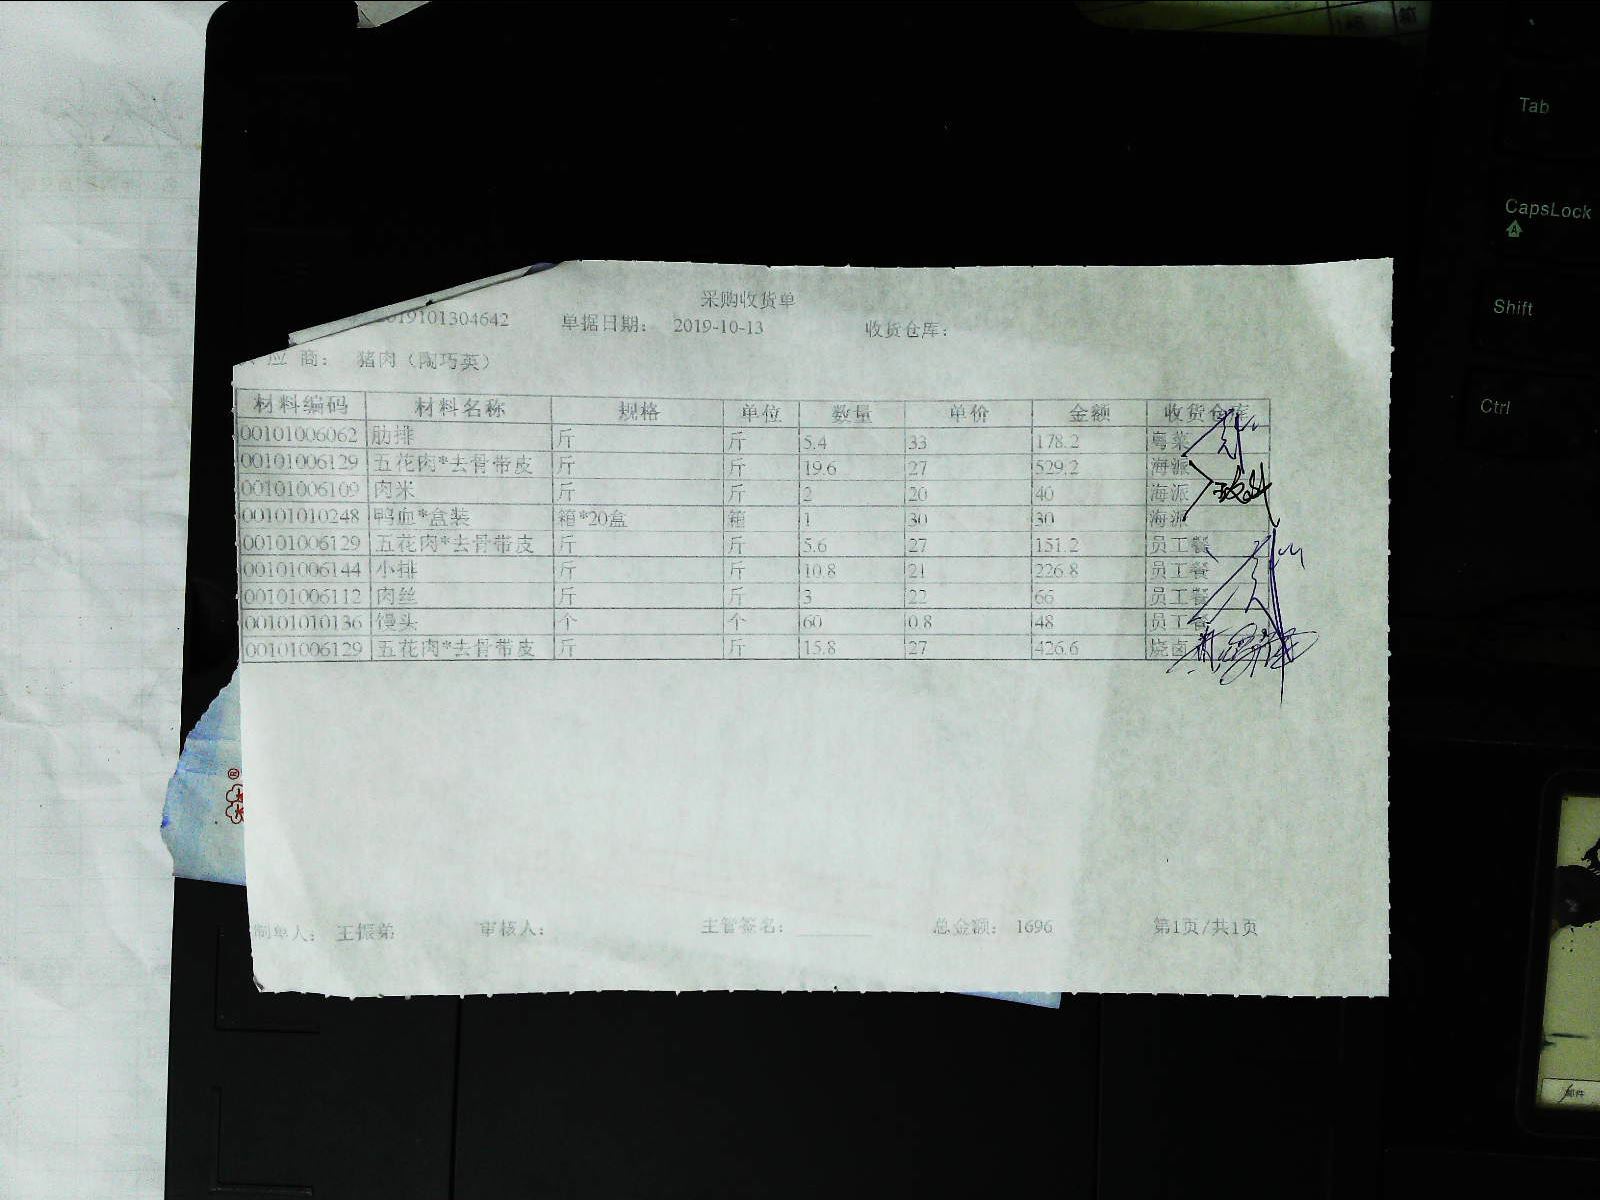 采购收货单
019101304642 单据日期： 2019-10-13 收货仓库：
应 商： 猪肉（陶巧英）
材料编码 材料名称 规格 单位 数量 单价 金额 收货仓库
00101006062 肋排 斤 斤 5.4 33 178.2 粤菜
00101006129 五花肉*去骨带皮 斤 斤 19.6 27 529.2 海派
00101006109 肉米 斤 斤 2 20 40 海派
00101010248 鸭血*盒装 箱*20盒 箱 1 30 30 海派
00101006129 五花肉*去骨带皮 斤 斤 5.6 27 151.2 员工餐
00101006144 小排 斤 斤 10.8 21 226.8 员工餐
00101006112 肉丝 斤 斤 3 22 66 员工餐
00101010136 馒头 个 个 60 0.8 48 员工餐
00101006129 五花肉*去骨带皮 斤 斤 15.8 27 426.6 烧卤
制单人： 王振弟 审核人： 主管签名： 总金额： 1696 第1页/共1页
Tab
CapsLock
Shift
Ctrl
邮件
箱